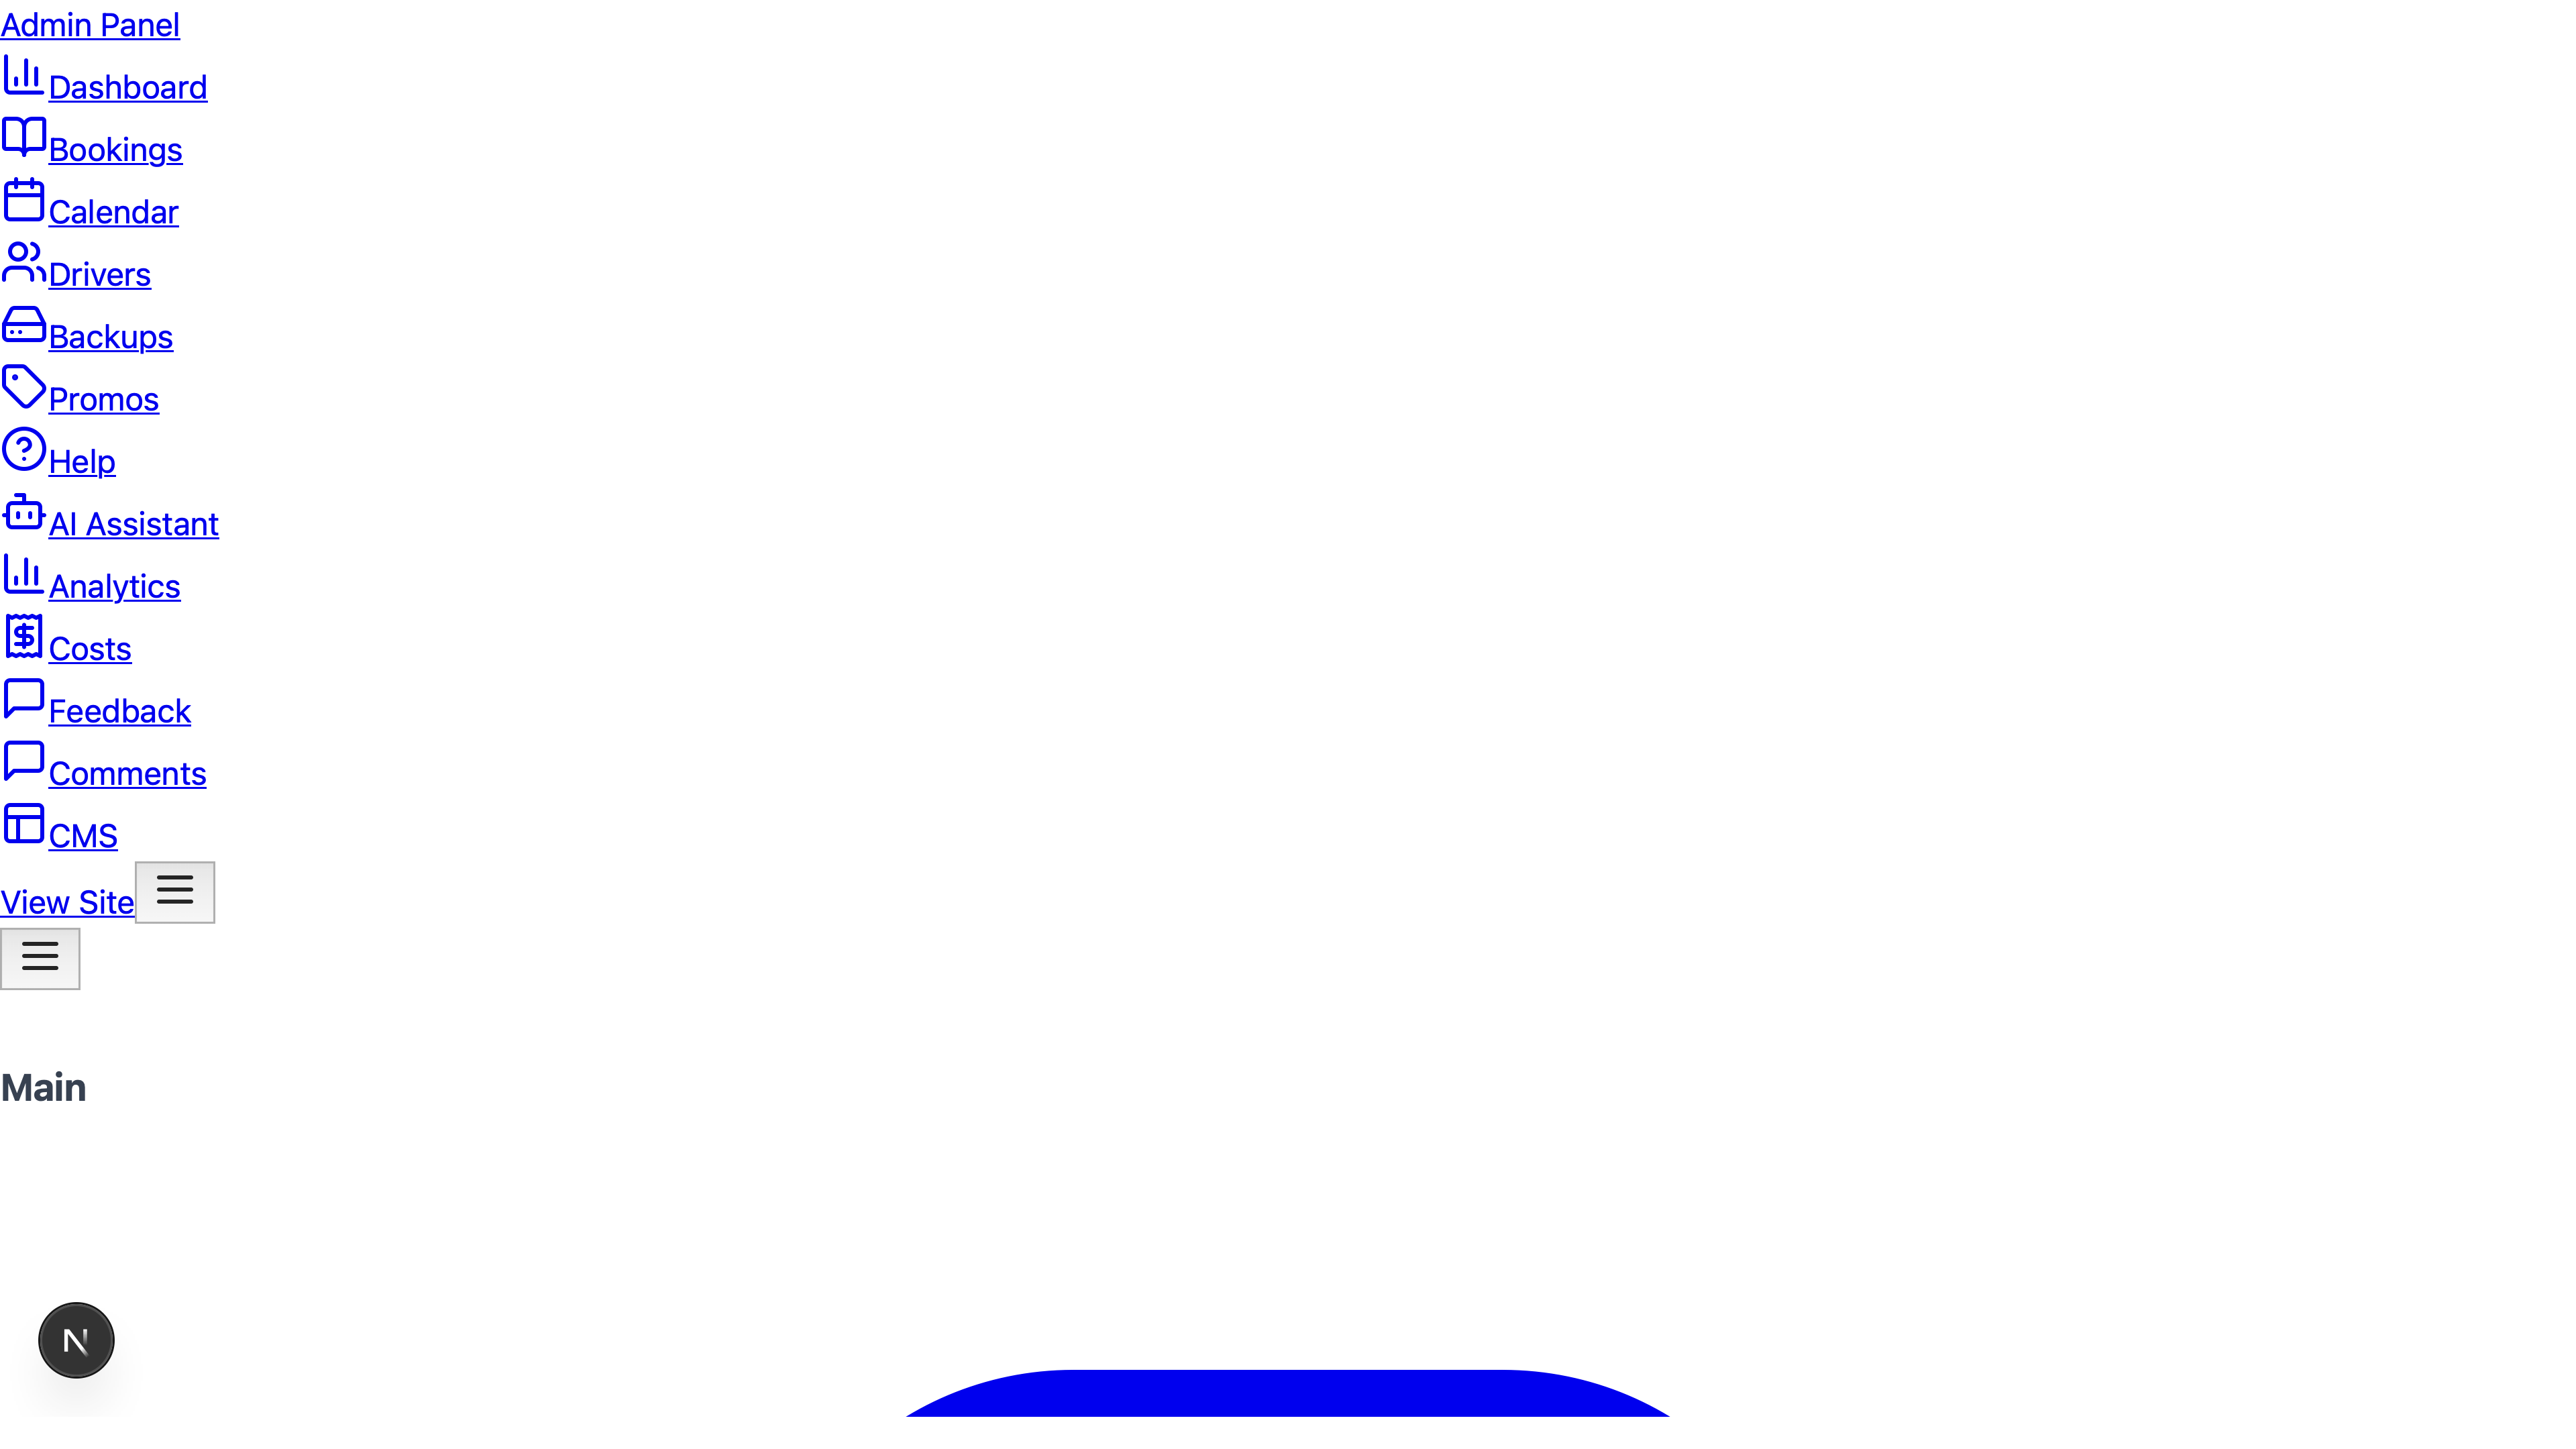 Admin Panel
Dashboard
Bookings
Calendar
Drivers
Backups
Promos
Help
AI Assistant
Analytics
Costs
Feedback
Comments
CMS
View Site
Main
N